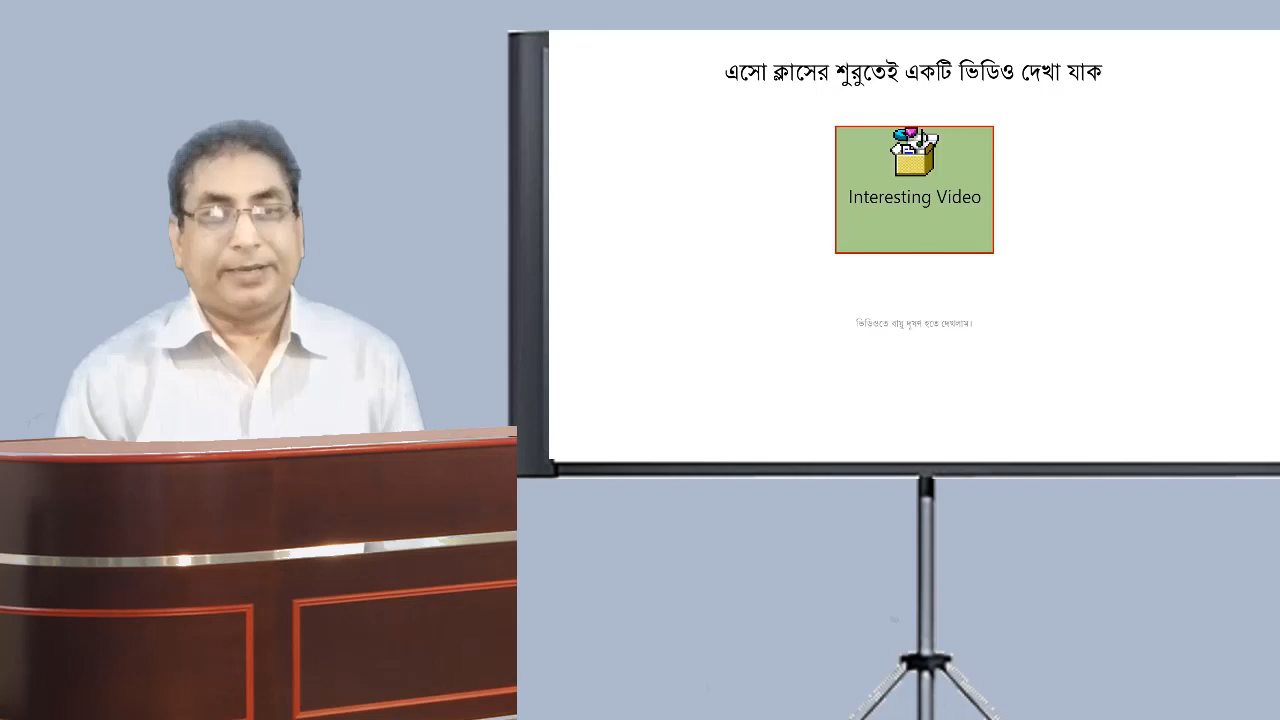 এসো ক্লাসের শুরুতেই একটি ভিডিও দেখা যাক
Interesting Video
ভিডিওতে বায়ু দূষণ হতে দেখলাম।